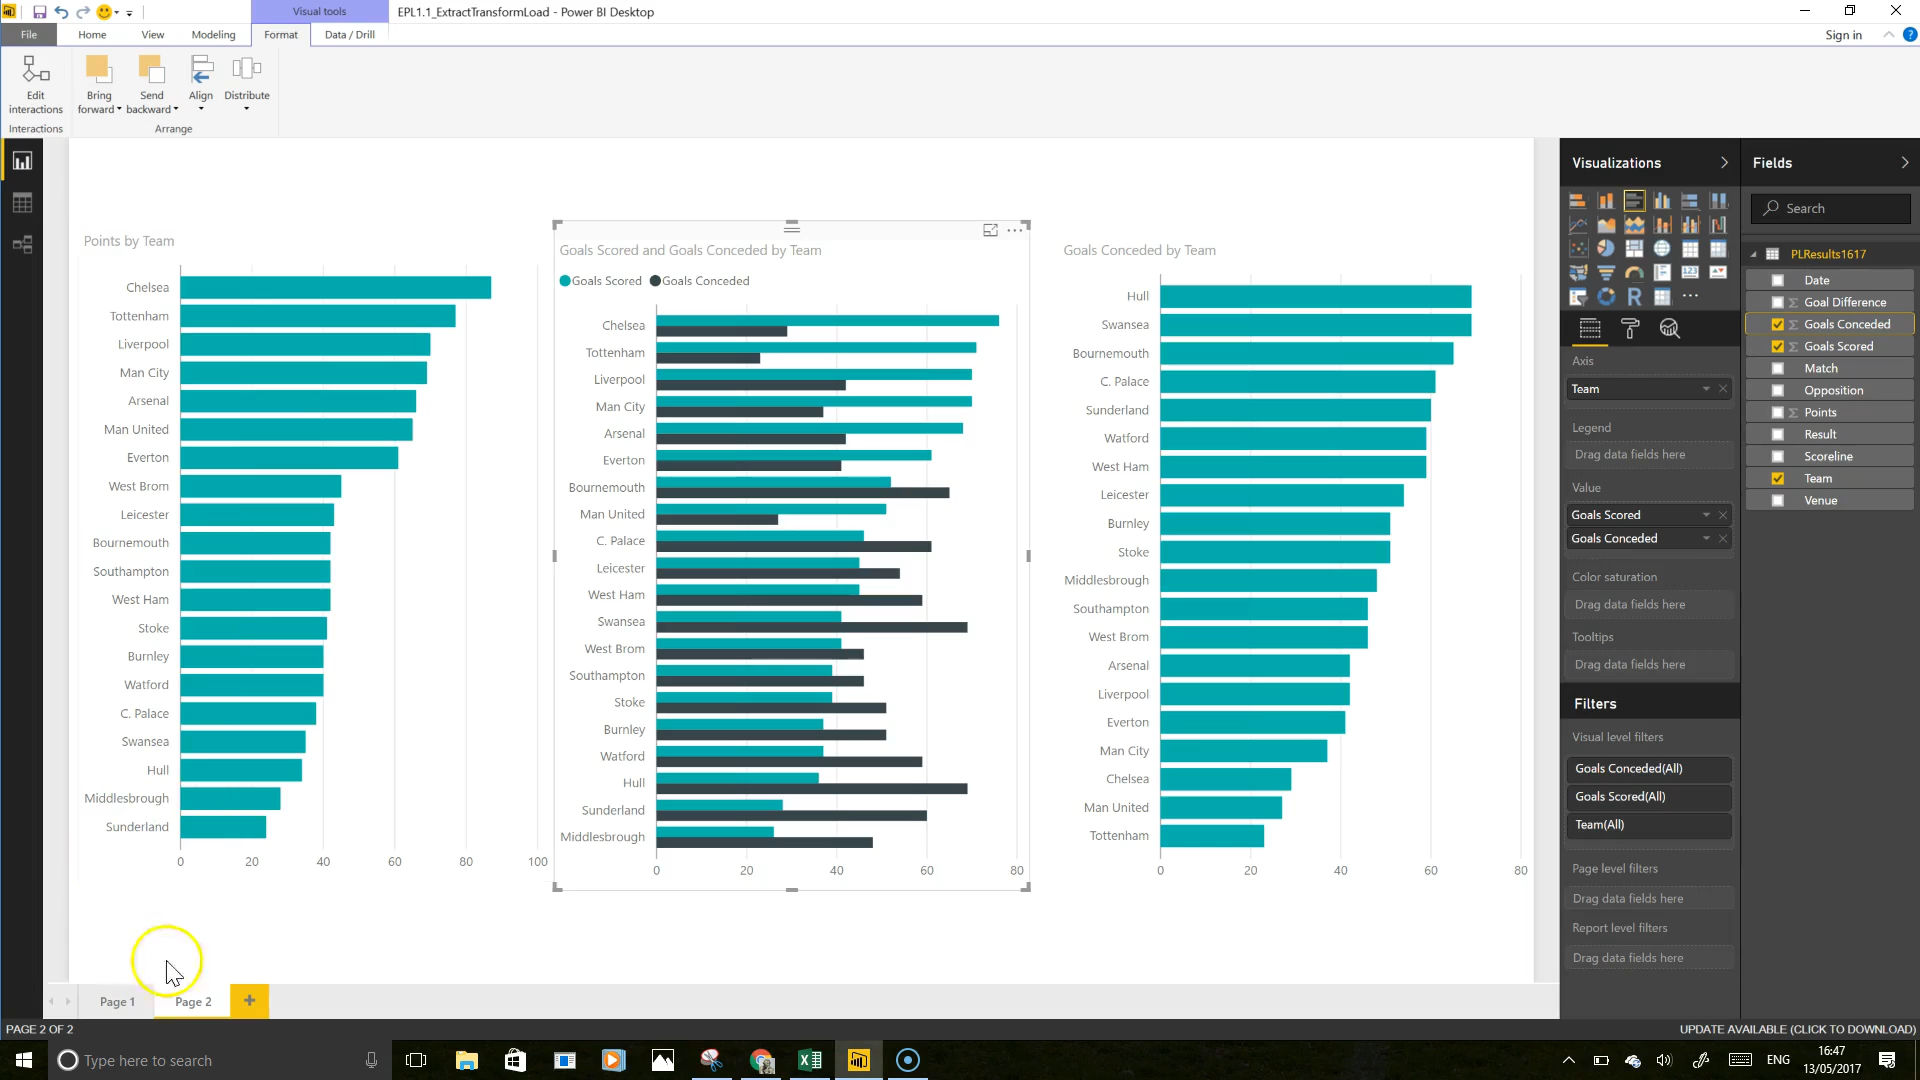 Visual tools
EPL1.1_ExtractTransformLoad - Power BI Desktop
File
Home
View
Modeling
Format
Data / Drill
Sign in
?
Edit
interactions
Bring
forward
Send
backward
Align
Distribute
Interactions
Arrange
Points by Team
Chelsea
Tottenham
Liverpool
Man City
Arsenal
Man United
Everton
West Brom
Leicester
Bournemouth
Southampton
West Ham
Stoke
Burnley
Watford
C. Palace
Swansea
Hull
Middlesbrough
Sunderland
0 20 40 60 80 100
Goals Scored and Goals Conceded by Team
Goals Scored Goals Conceded
Chelsea
Tottenham
Liverpool
Man City
Arsenal
Everton
Bournemouth
Man United
C. Palace
Leicester
West Ham
Swansea
West Brom
Southampton
Stoke
Burnley
Watford
Hull
Sunderland
Middlesbrough
0 20 40 60 80
Goals Conceded by Team
Hull
Swansea
Bournemouth
C. Palace
Sunderland
Watford
West Ham
Leicester
Burnley
Stoke
Middlesbrough
Southampton
West Brom
Arsenal
Liverpool
Everton
Man City
Chelsea
Man United
Tottenham
0 20 40 60 80
Visualizations
R
Axis
Team
Legend
Drag data fields here
Value
Goals Scored
Goals Conceded
Color saturation
Drag data fields here
Tooltips
Drag data fields here
Filters
Visual level filters
Goals Conceded(All)
Goals Scored(All)
Team(All)
Page level filters
Drag data fields here
Report level filters
Drag data fields here
Fields
Search
PLResults1617
Date
Σ Goal Difference
Σ Goals Conceded
Σ Goals Scored
Match
Opposition
Σ Points
Result
Scoreline
Team
Venue
Page 1
Page 2
+
PAGE 2 OF 2
UPDATE AVAILABLE (CLICK TO DOWNLOAD)
Type here to search
ENG
16:47
13/05/2017